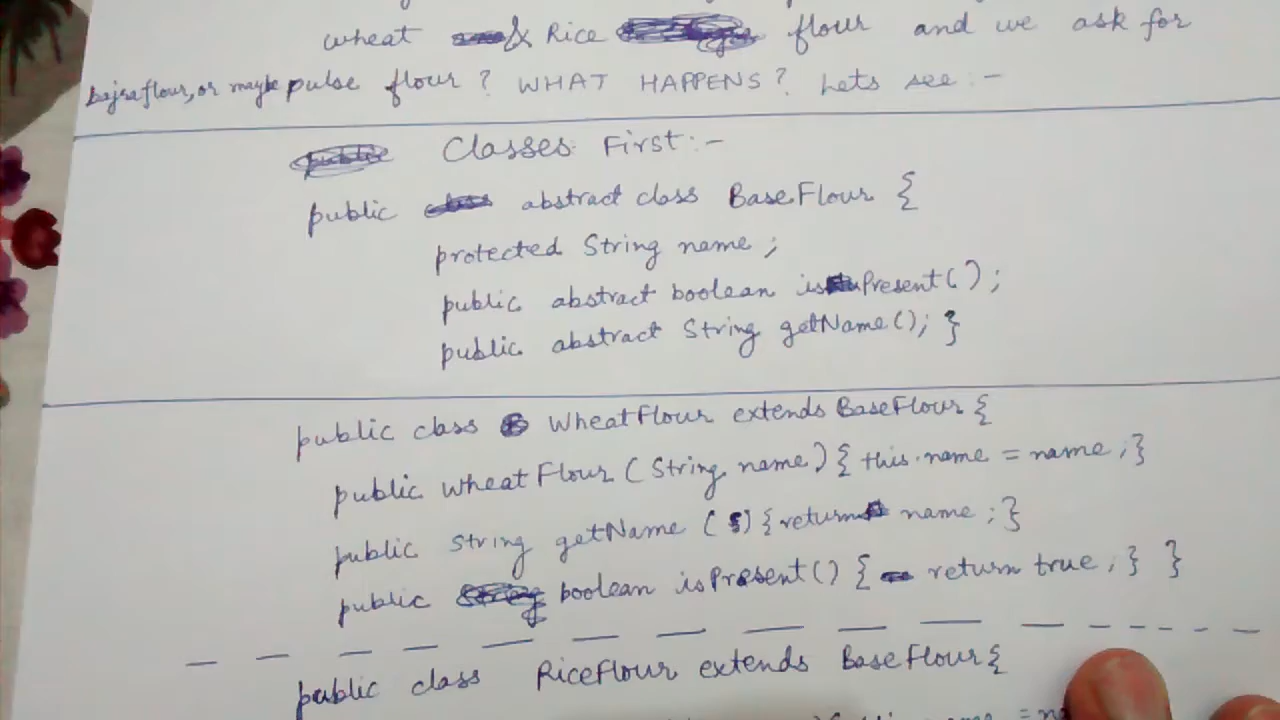 wheat & Rice flour and we ask for
bajra flour, or maybe pulse flour ? WHAT HAPPENS ? Lets see :-
Classes First :-
public abstract class BaseFlour {
protected String name ;
public abstract boolean isPresent( ) ;
public abstract String getName( ) ; }
public class WheatFlour extends BaseFlour {
public wheatFlour ( String name ) { this.name = name ; }
public String getName ( ) { return name ; }
public boolean isPresent( ) { return true ; } }
public class RiceFlour extends BaseFlour {